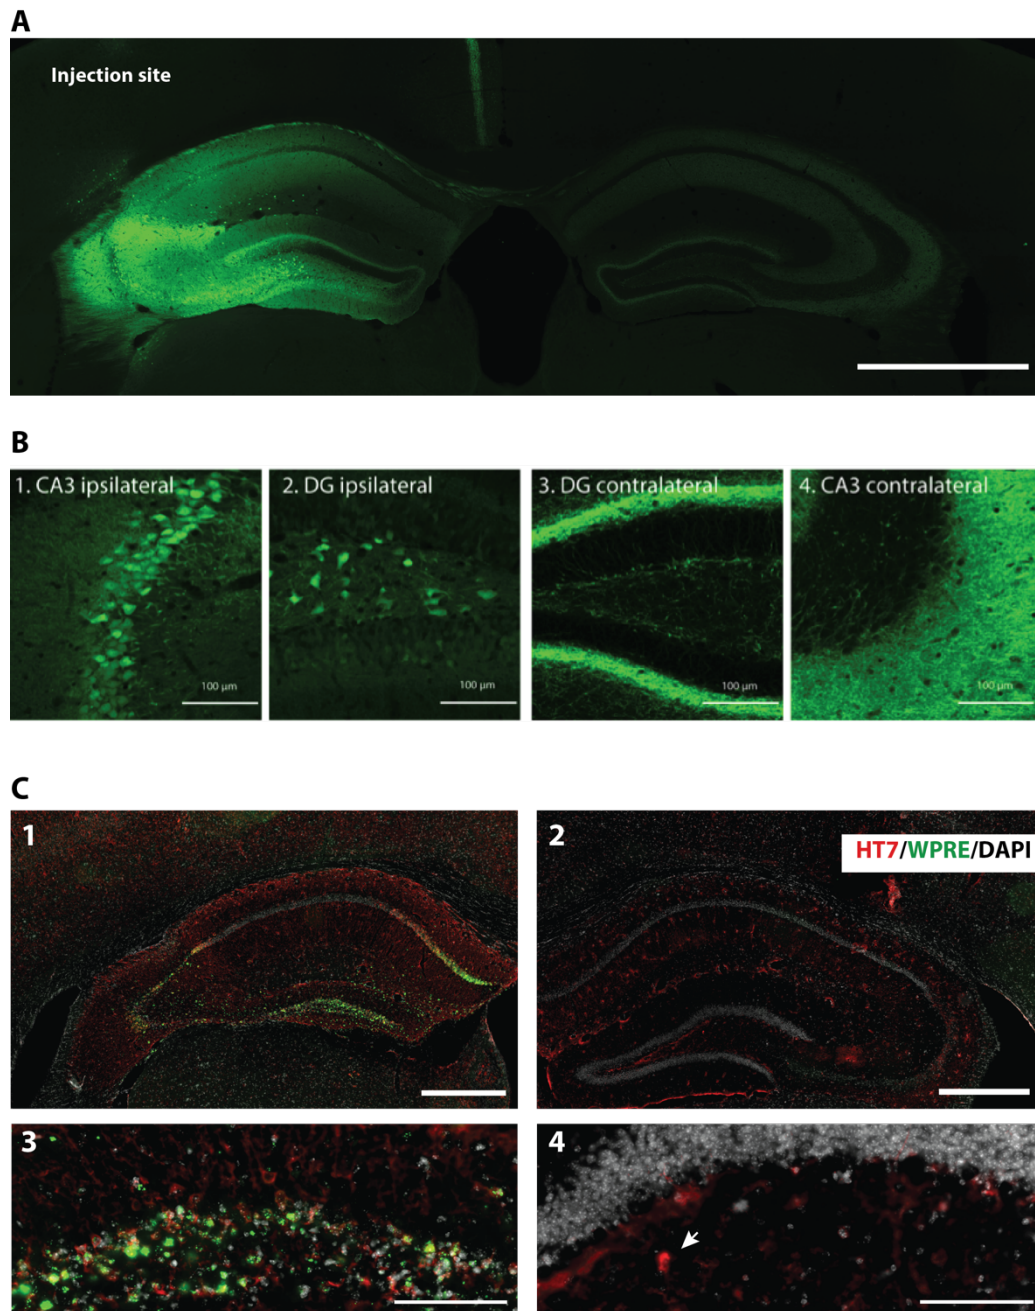 A
Injection site
B
1. CA3 ipsilateral
2. DG ipsilateral
3. DG contralateral
4. CA3 contralateral
100 µm
100 µm
100 µm
100 µm
C
1
2
HT7/WPRE/DAPI
3
4